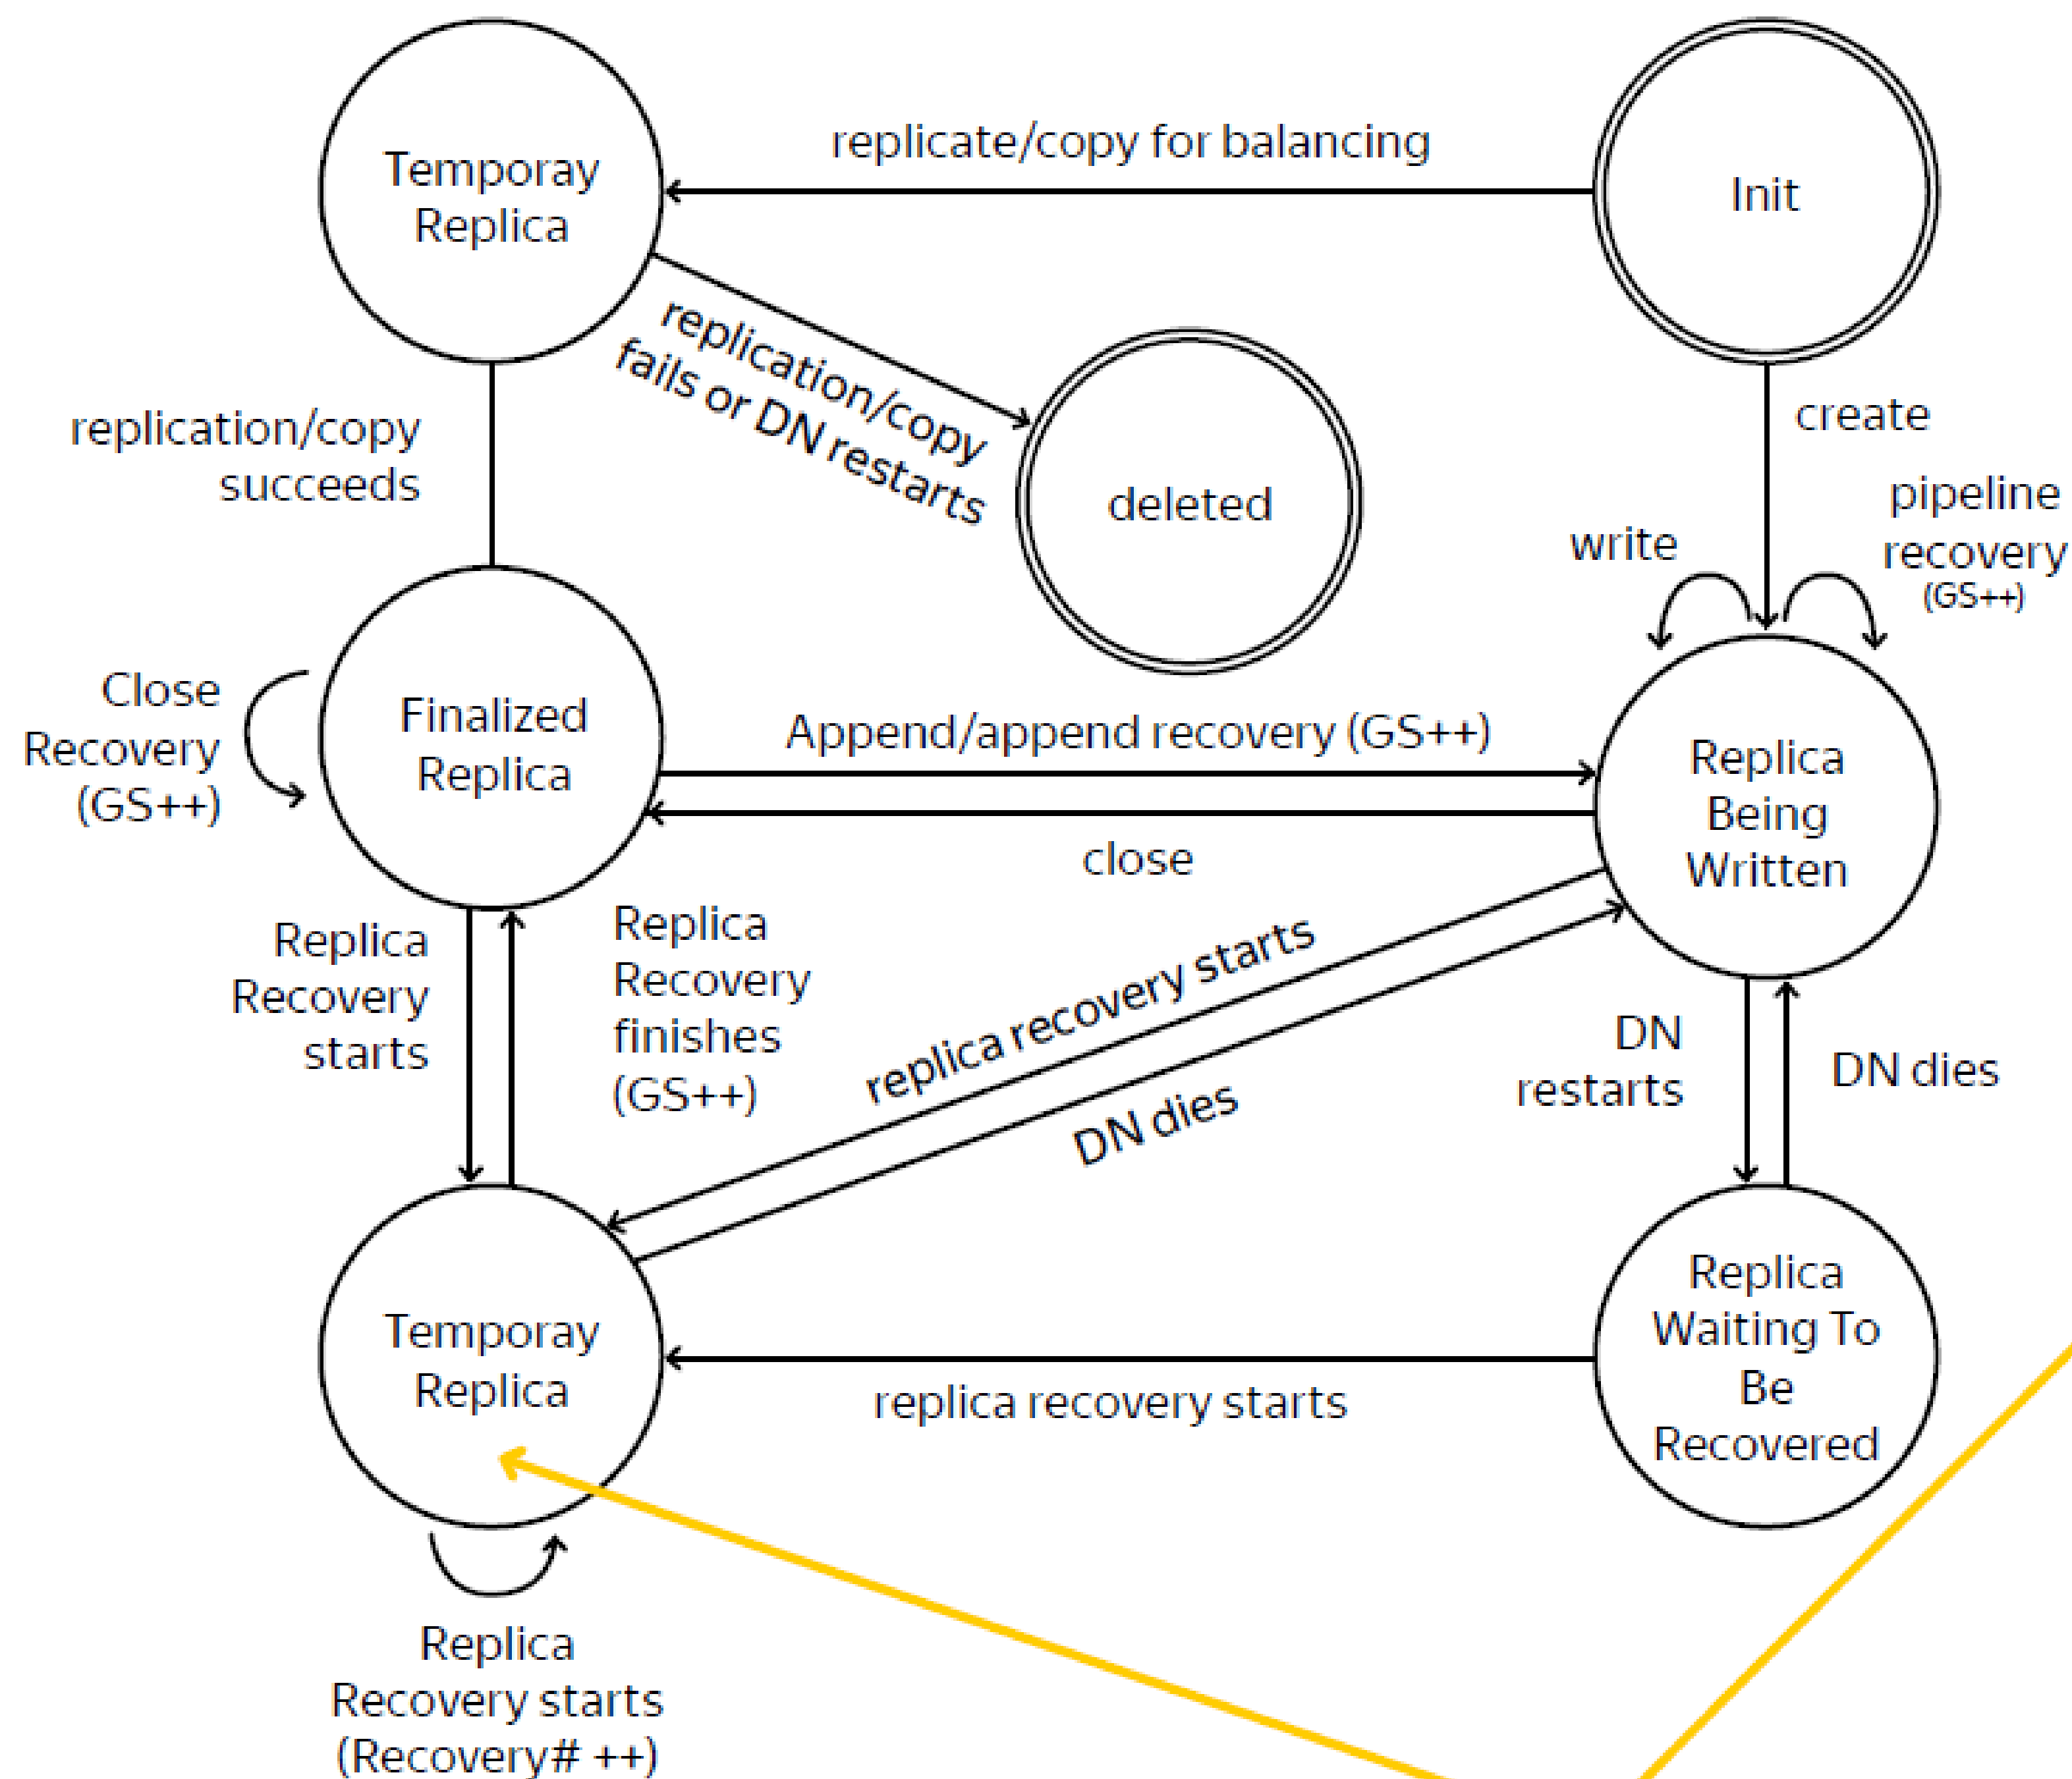 Temporay
Replica
replicate/copy for balancing
Init
replication/copy
fails or DN restarts
replication/copy
succeeds
deleted
create
write
pipeline
recovery
(GS++)
Close
Recovery
(GS++)
Finalized
Replica
Append/append recovery (GS++)
close
Replica
Being
Written
Replica
Recovery
starts
Replica
Recovery
finishes
(GS++)
replica recovery starts
DN dies
DN
restarts
DN dies
Temporay
Replica
replica recovery starts
Replica
Waiting To
Be
Recovered
Replica
Recovery starts
(Recovery# ++)